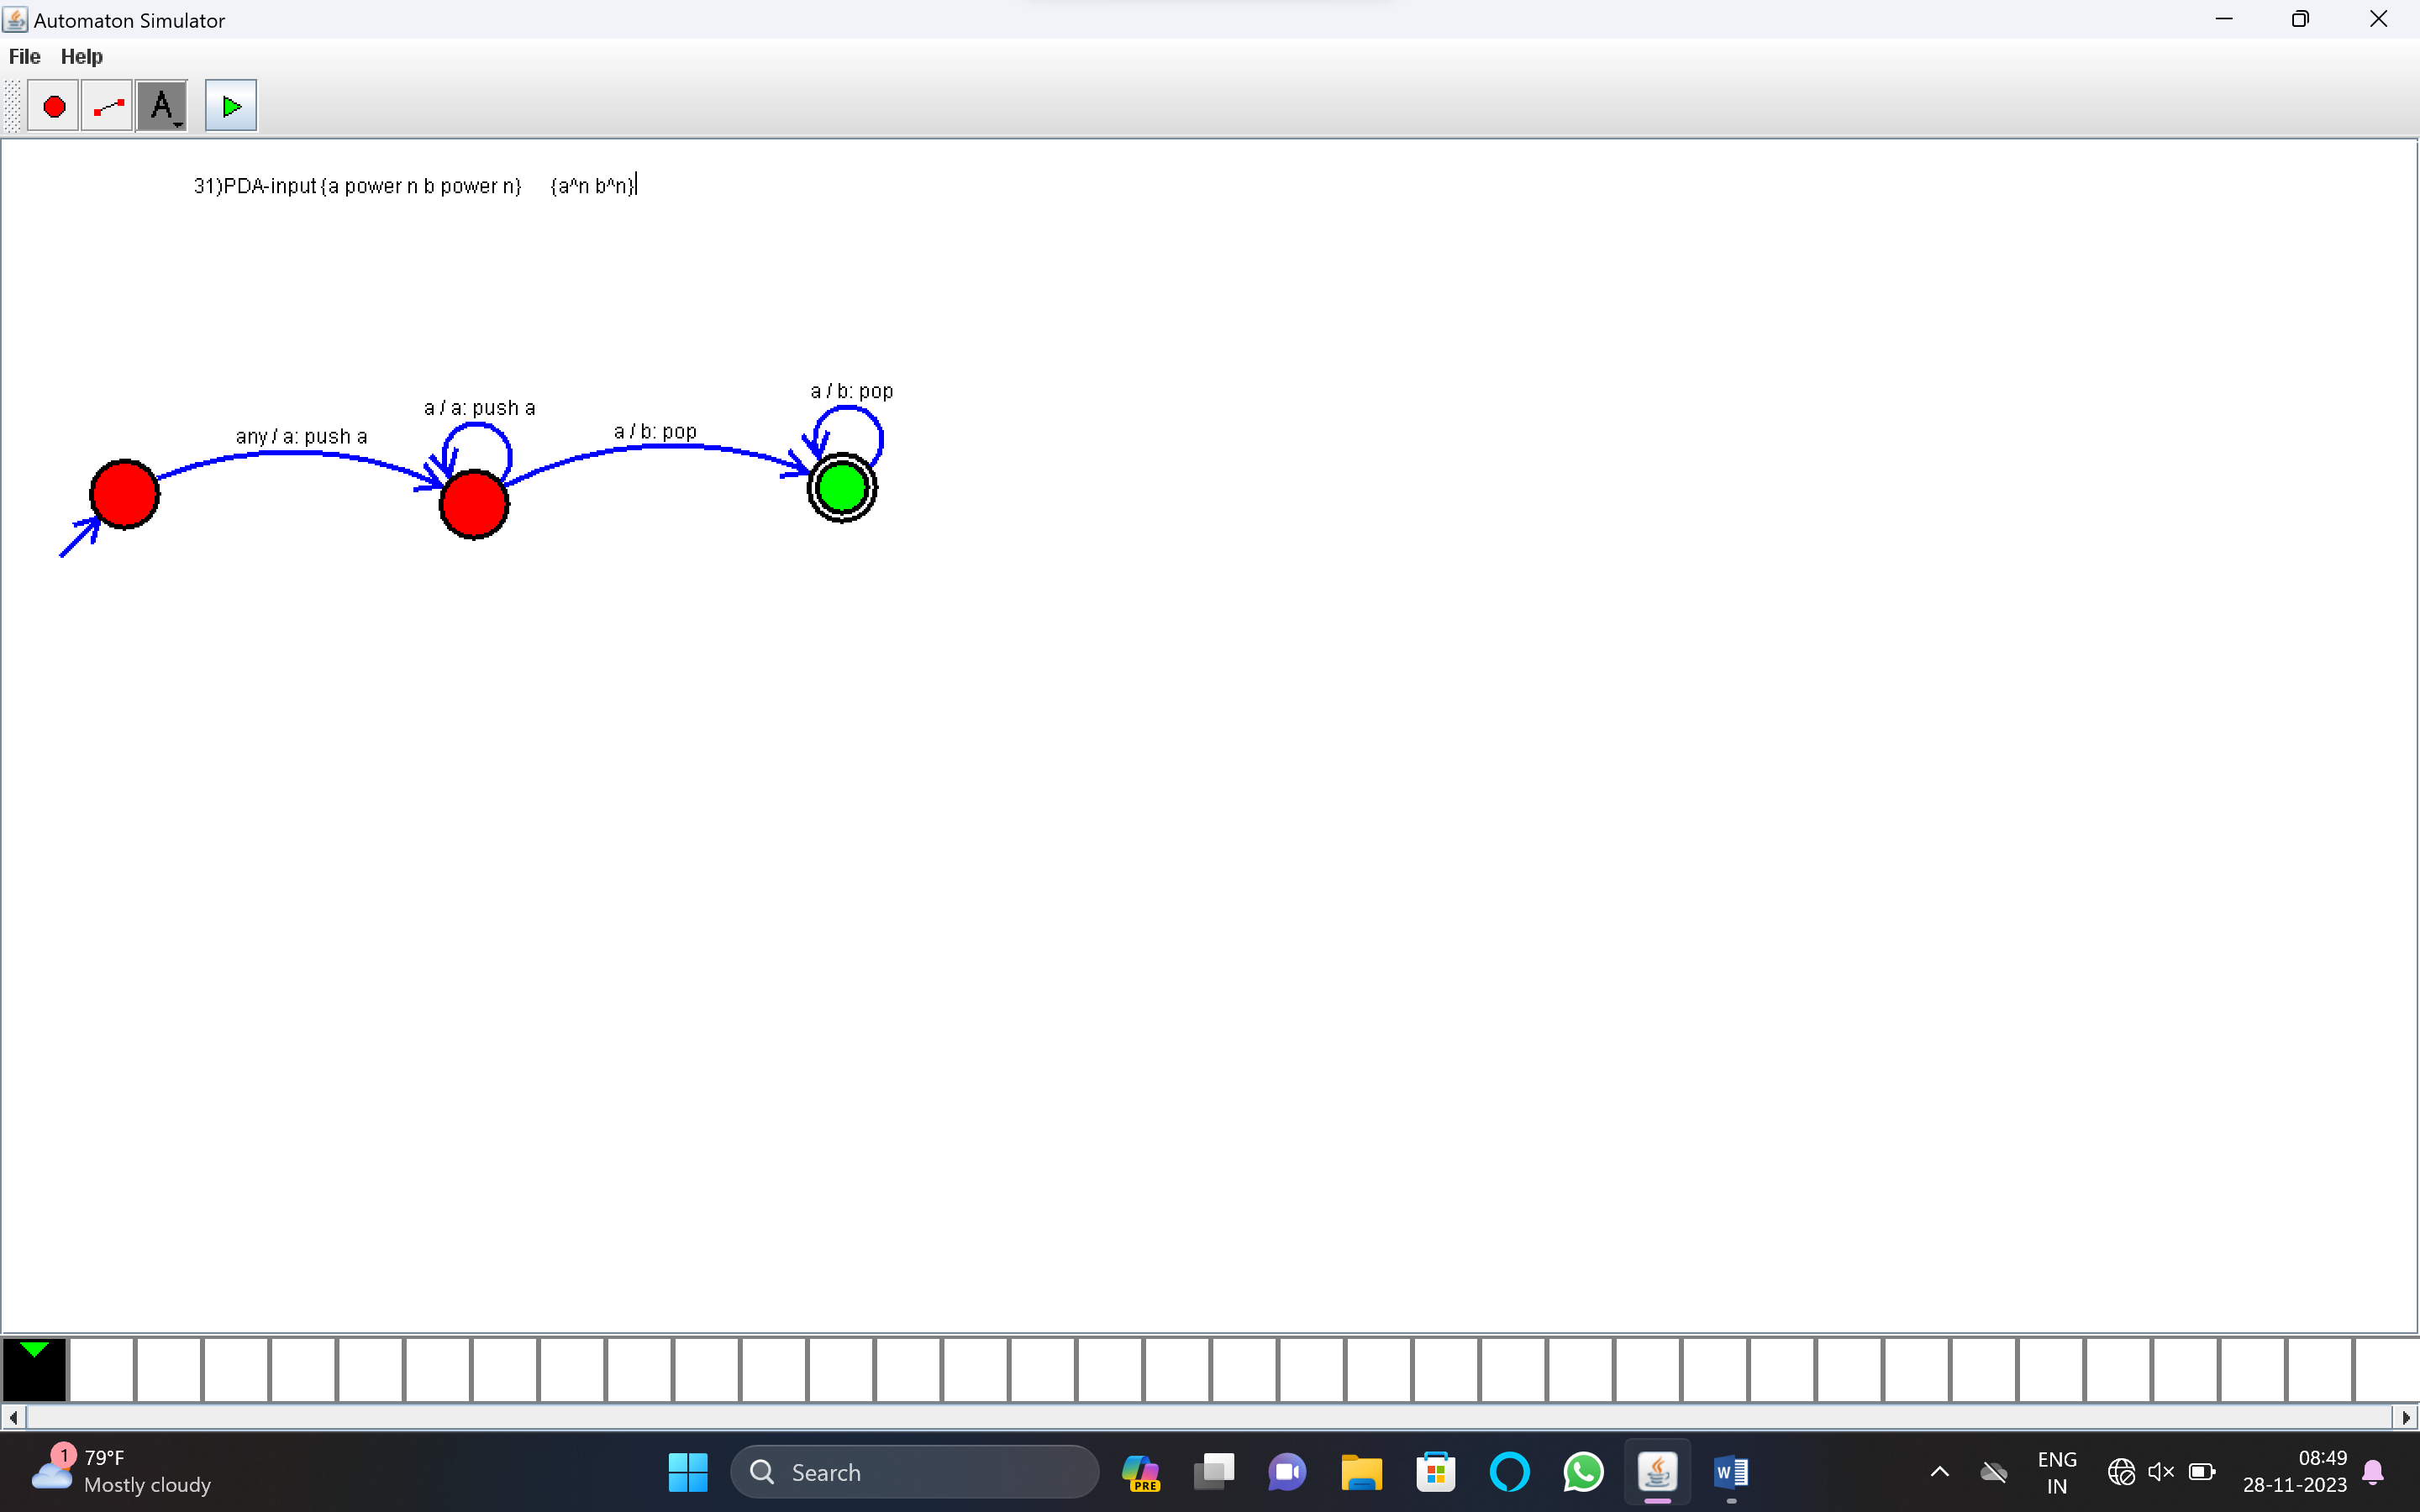 Automaton Simulator
File Help
A
31)PDA-input {a power n b power n} {a^n b^n}
a / b: pop
a / a: push a
any / a: push a
a / b: pop
1
79°F
Mostly cloudy
Search
PRE
W
ENG
IN
08:49
28-11-2023